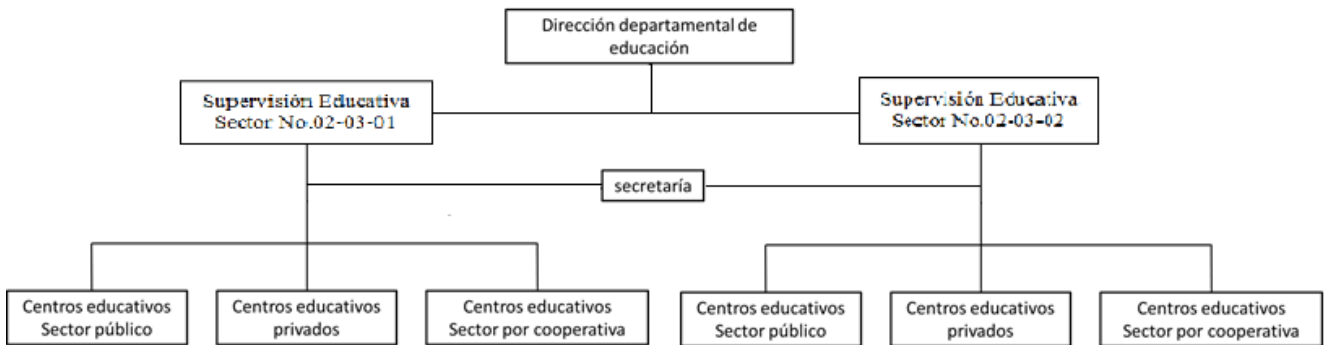 Dirección departamental de
educación
Supervisión Educativa
Sector No.02-03-01
Supervisión Educativa
Sector No.02-03-02
secretaría
Centros educativos
Sector público
Centros educativos
privados
Centros educativos
Sector por cooperativa
Centros educativos
Sector público
Centros educativos
privados
Centros educativos
Sector por cooperativa